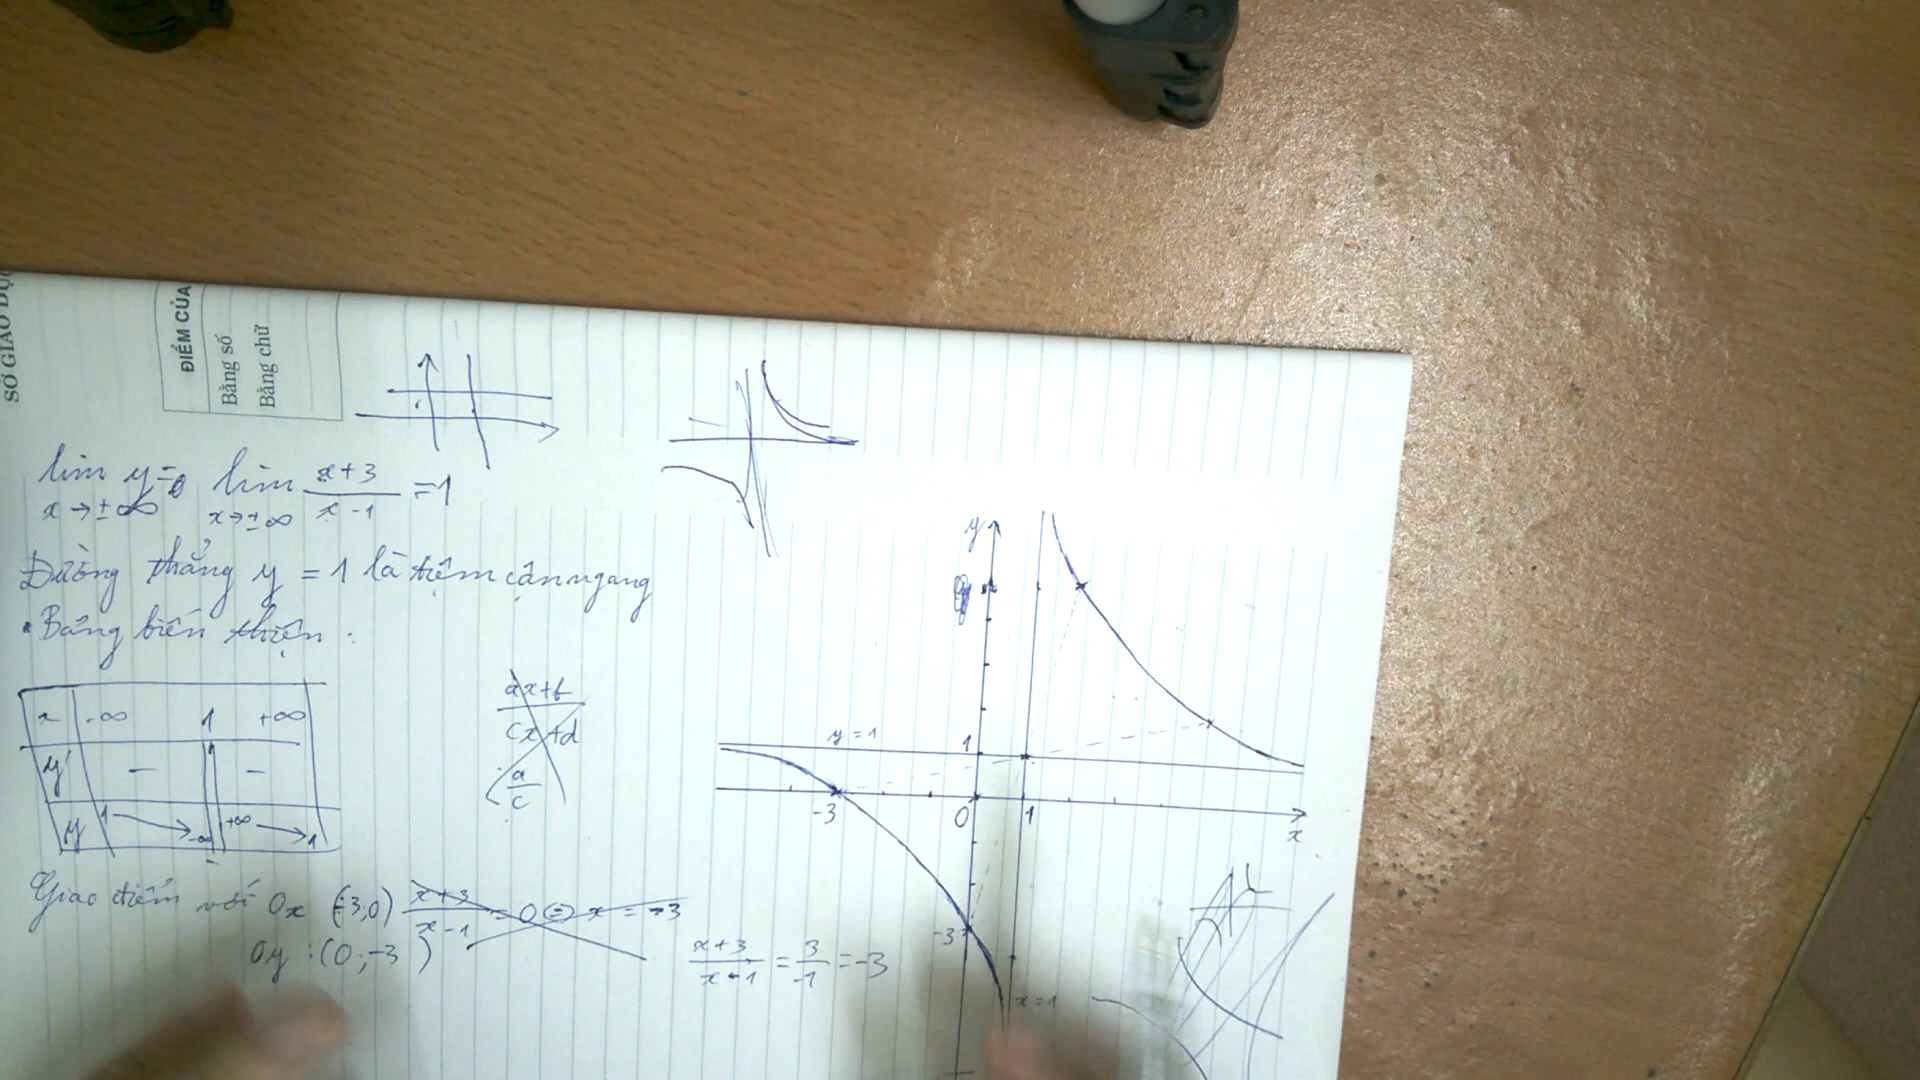 SỞ GIÁO DỤC
ĐIỂM CỦA
Bằng số
Bằng chữ
lim y = lim x+3 / x-1 = 1
x→±∞ x→±∞
Đường thẳng y = 1 là tiệm cận ngang
Bảng biến thiên:
x -∞ 1 +∞
y' - -
y 1 -∞ +∞ 1
ax+b / cx+d
a/c
Giao điểm với Ox (-3;0) x+3 / x-1 = 0 ⇔ x = -3
Oy : (0;-3)
x+3 / x-1 = 3/-1 = -3
y
y = 1
1
-3
0
1
x
-3
x = 1